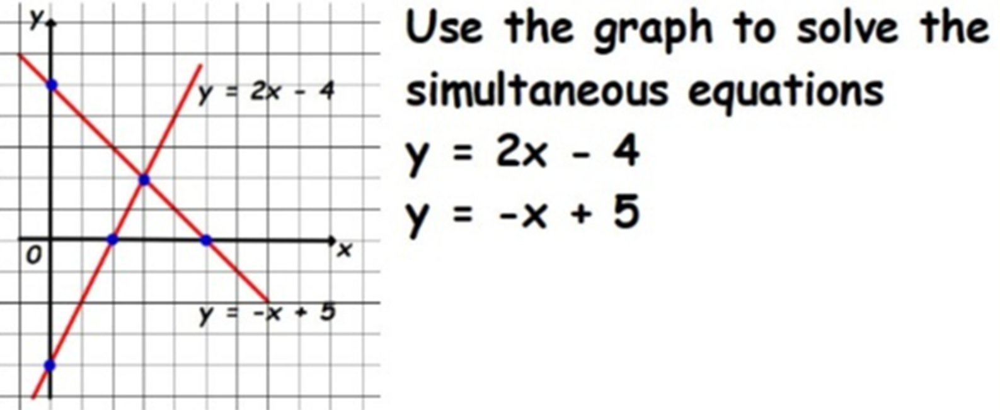 y
y = 2x - 4
0
x
y = -x + 5
Use the graph to solve the
simultaneous equations
y = 2x - 4
y = -x + 5